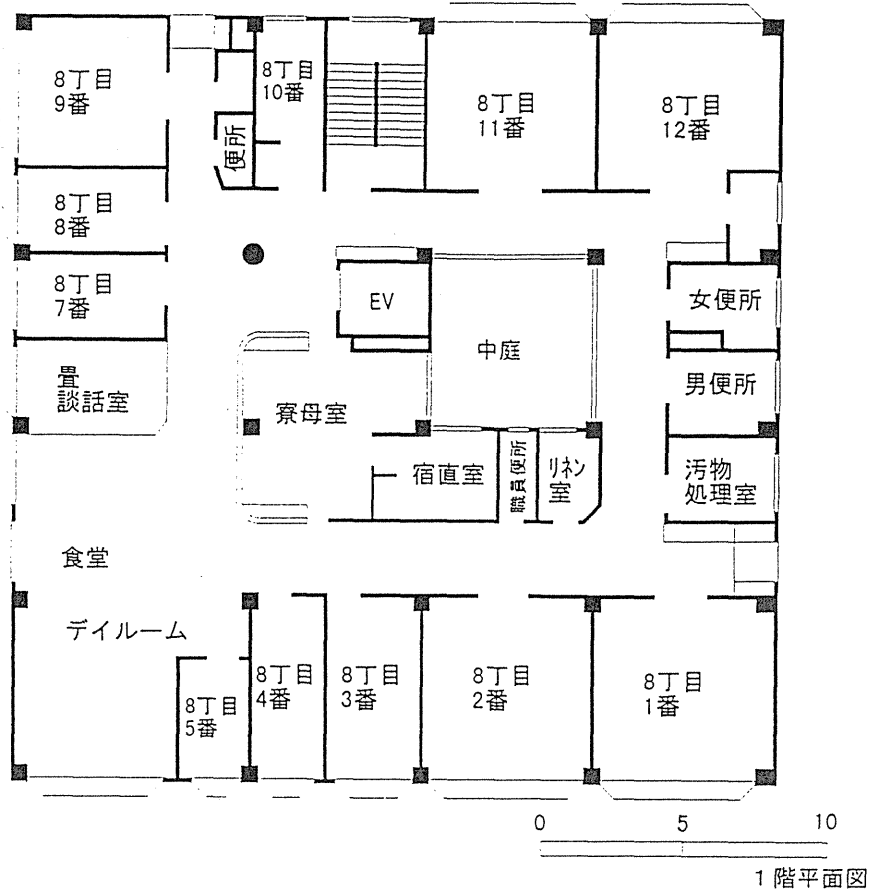 8丁目
9番
8丁目
10番
8丁目
11番
8丁目
12番
便所
8丁目
8番
8丁目
7番
EV
中庭
女便所
男便所
畳
談話室
寮母室
宿直室
職員便所
リネン
室
汚物
処理室
食堂
デイルーム
8丁目
5番
8丁目
4番
8丁目
3番
8丁目
2番
8丁目
1番
0 5 10
1階平面図